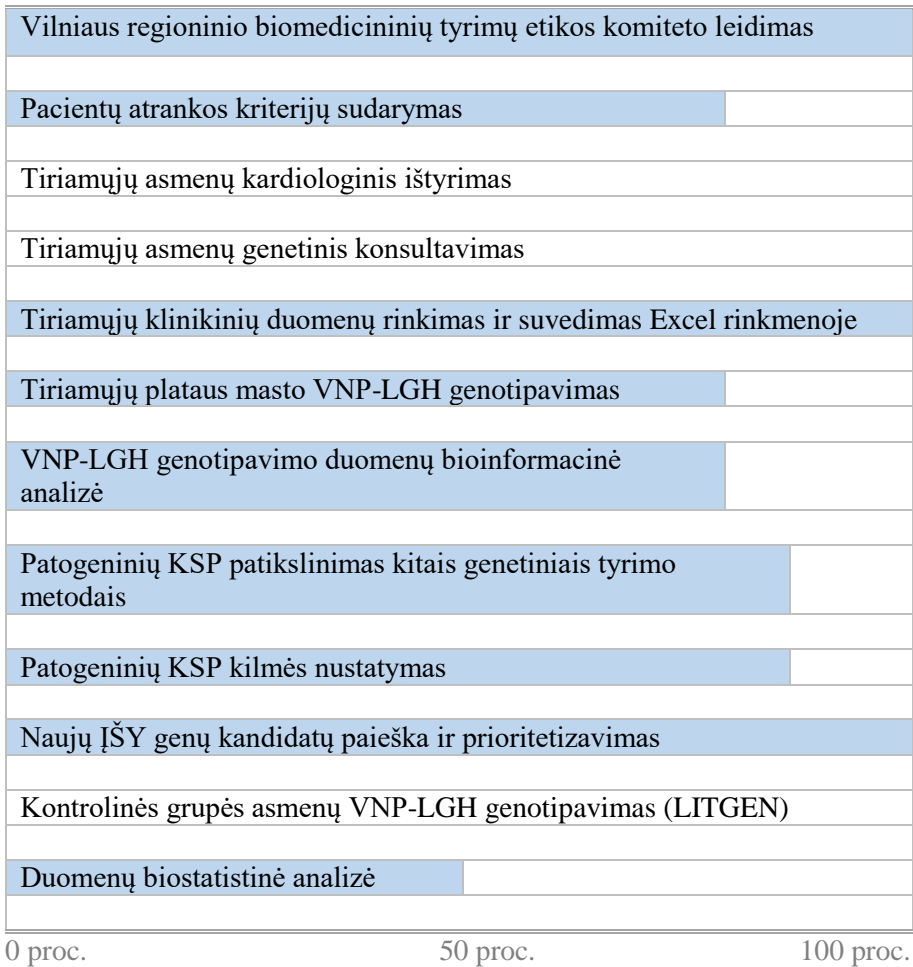 Vilniaus regioninio biomedicininių tyrimų etikos komiteto leidimas
Pacientų atrankos kriterijų sudarymas
Tiriamųjų asmenų kardiologinis ištyrimas
Tiriamųjų asmenų genetinis konsultavimas
Tiriamųjų klinikinių duomenų rinkimas ir suvedimas Excel rinkmenoje
Tiriamųjų plataus masto VNP-LGH genotipavimas
VNP-LGH genotipavimo duomenų bioinformacinė
analizė
Patogeninių KSP patikslinimas kitais genetiniais tyrimo
metodais
Patogeninių KSP kilmės nustatymas
Naujų ĮŠY genų kandidatų paieška ir prioritetizavimas
Kontrolinės grupės asmenų VNP-LGH genotipavimas (LITGEN)
Duomenų biostatistinė analizė
0 proc. 50 proc. 100 proc.